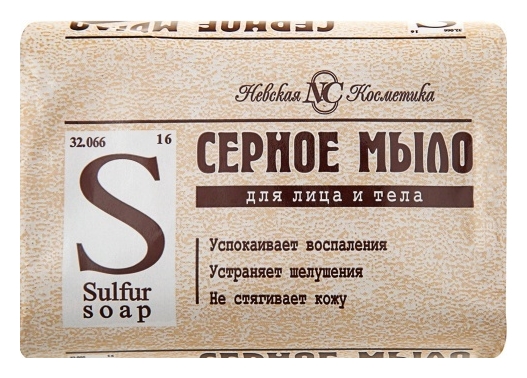 Невская НС Косметика
32.066 16
S
Sulfur
soap
СЕРНОЕ МЫЛО
для лица и тела
Успокаивает воспаления
Устраняет шелушения
Не стягивает кожу